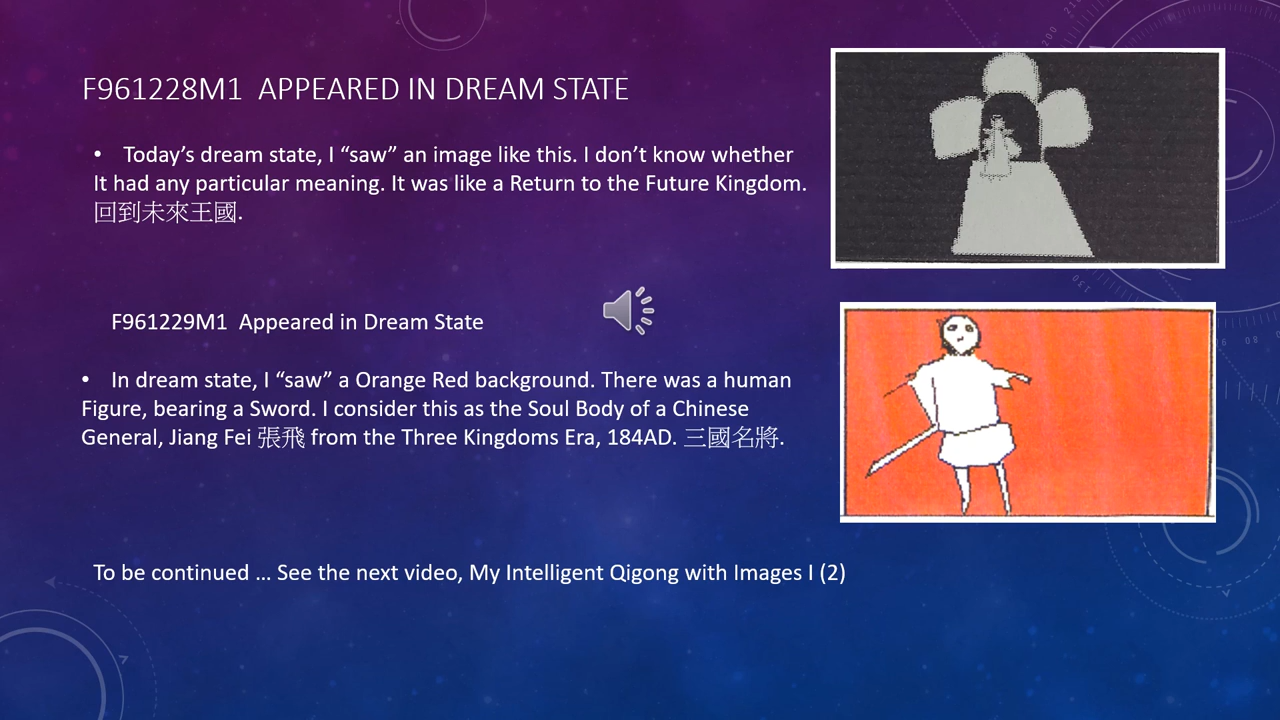 F961228M1 APPEARED IN DREAM STATE
• Today's dream state, I "saw" an image like this. I don't know whether
It had any particular meaning. It was like a Return to the Future Kingdom.
回到未來王國.
F961229M1 Appeared in Dream State
• In dream state, I "saw" a Orange Red background. There was a human
Figure, bearing a Sword. I consider this as the Soul Body of a Chinese
General, Jiang Fei 張飛 from the Three Kingdoms Era, 184AD. 三國名將.
To be continued ... See the next video, My Intelligent Qigong with Images I (2)